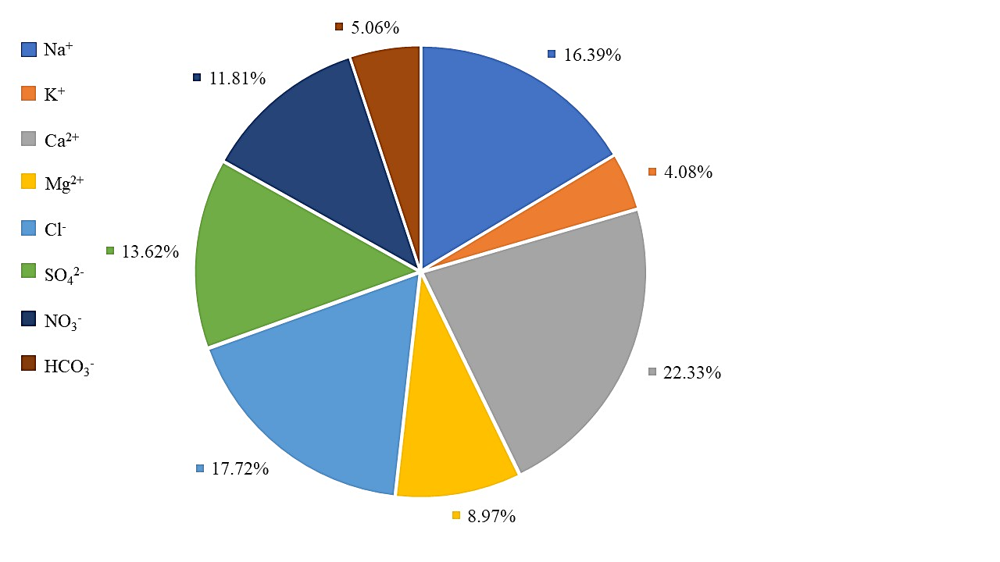 Na⁺
K⁺
Ca²⁺
Mg²⁺
Cl⁻
SO₄²⁻
NO₃⁻
HCO₃⁻
5.06%
16.39%
11.81%
4.08%
13.62%
22.33%
17.72%
8.97%